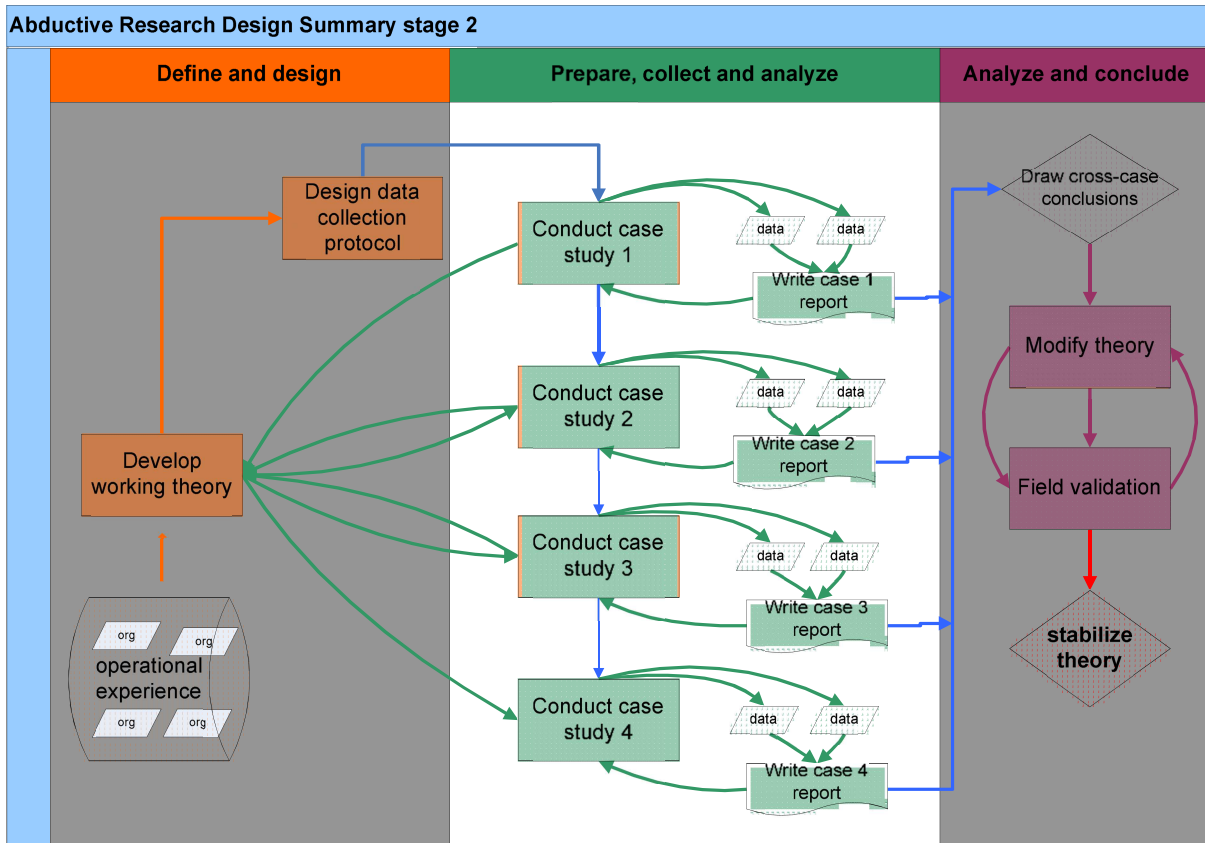 Abductive Research Design Summary stage 2
Define and design
Prepare, collect and analyze
Analyze and conclude
Design data
collection
protocol
Develop
working theory
org
org
operational
experience
org
org
Conduct case
study 1
data
data
Write case 1
report
Conduct case
study 2
data
data
Write case 2
report
Conduct case
study 3
data
data
Write case 3
report
Conduct case
study 4
data
data
Write case 4
report
Draw cross-case
conclusions
Modify theory
Field validation
stabilize
theory